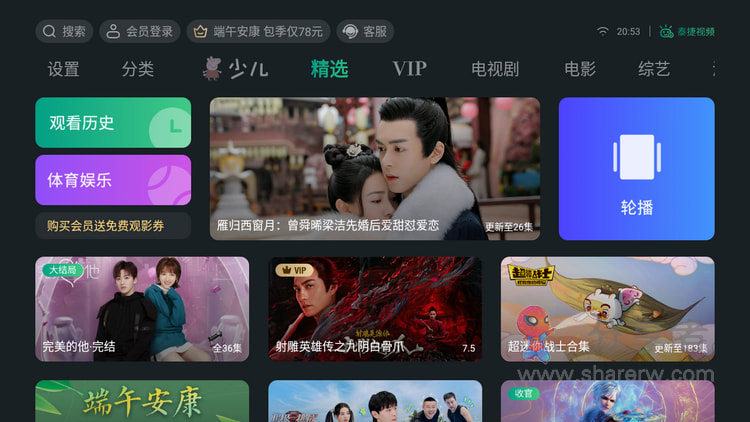 搜索
会员登录
端午安康 包季仅78元
客服
20:53
泰捷视频
设置
分类
少儿
精选
VIP
电视剧
电影
综艺
观看历史
体育娱乐
购买会员送免费观影券
雁归西窗月：曾舜晞梁洁先婚后爱甜怼爱恋
更新至26集
轮播
大结局
完美的他·完结
全36集
VIP
射雕英雄传之九阴白骨爪
7.5
超迷你战士合集
更新至183集
www.sharerw.com
端午安康
收官